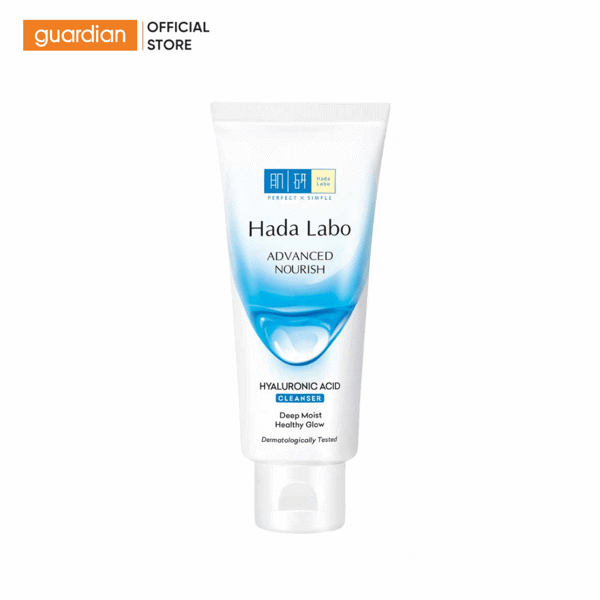 guardian
OFFICIAL
STORE
肌研
Hada
Labo
PERFECT × SIMPLE
Hada Labo
ADVANCED
NOURISH
HYALURONIC ACID
CLEANSER
Deep Moist
Healthy Glow
Dermatologically Tested